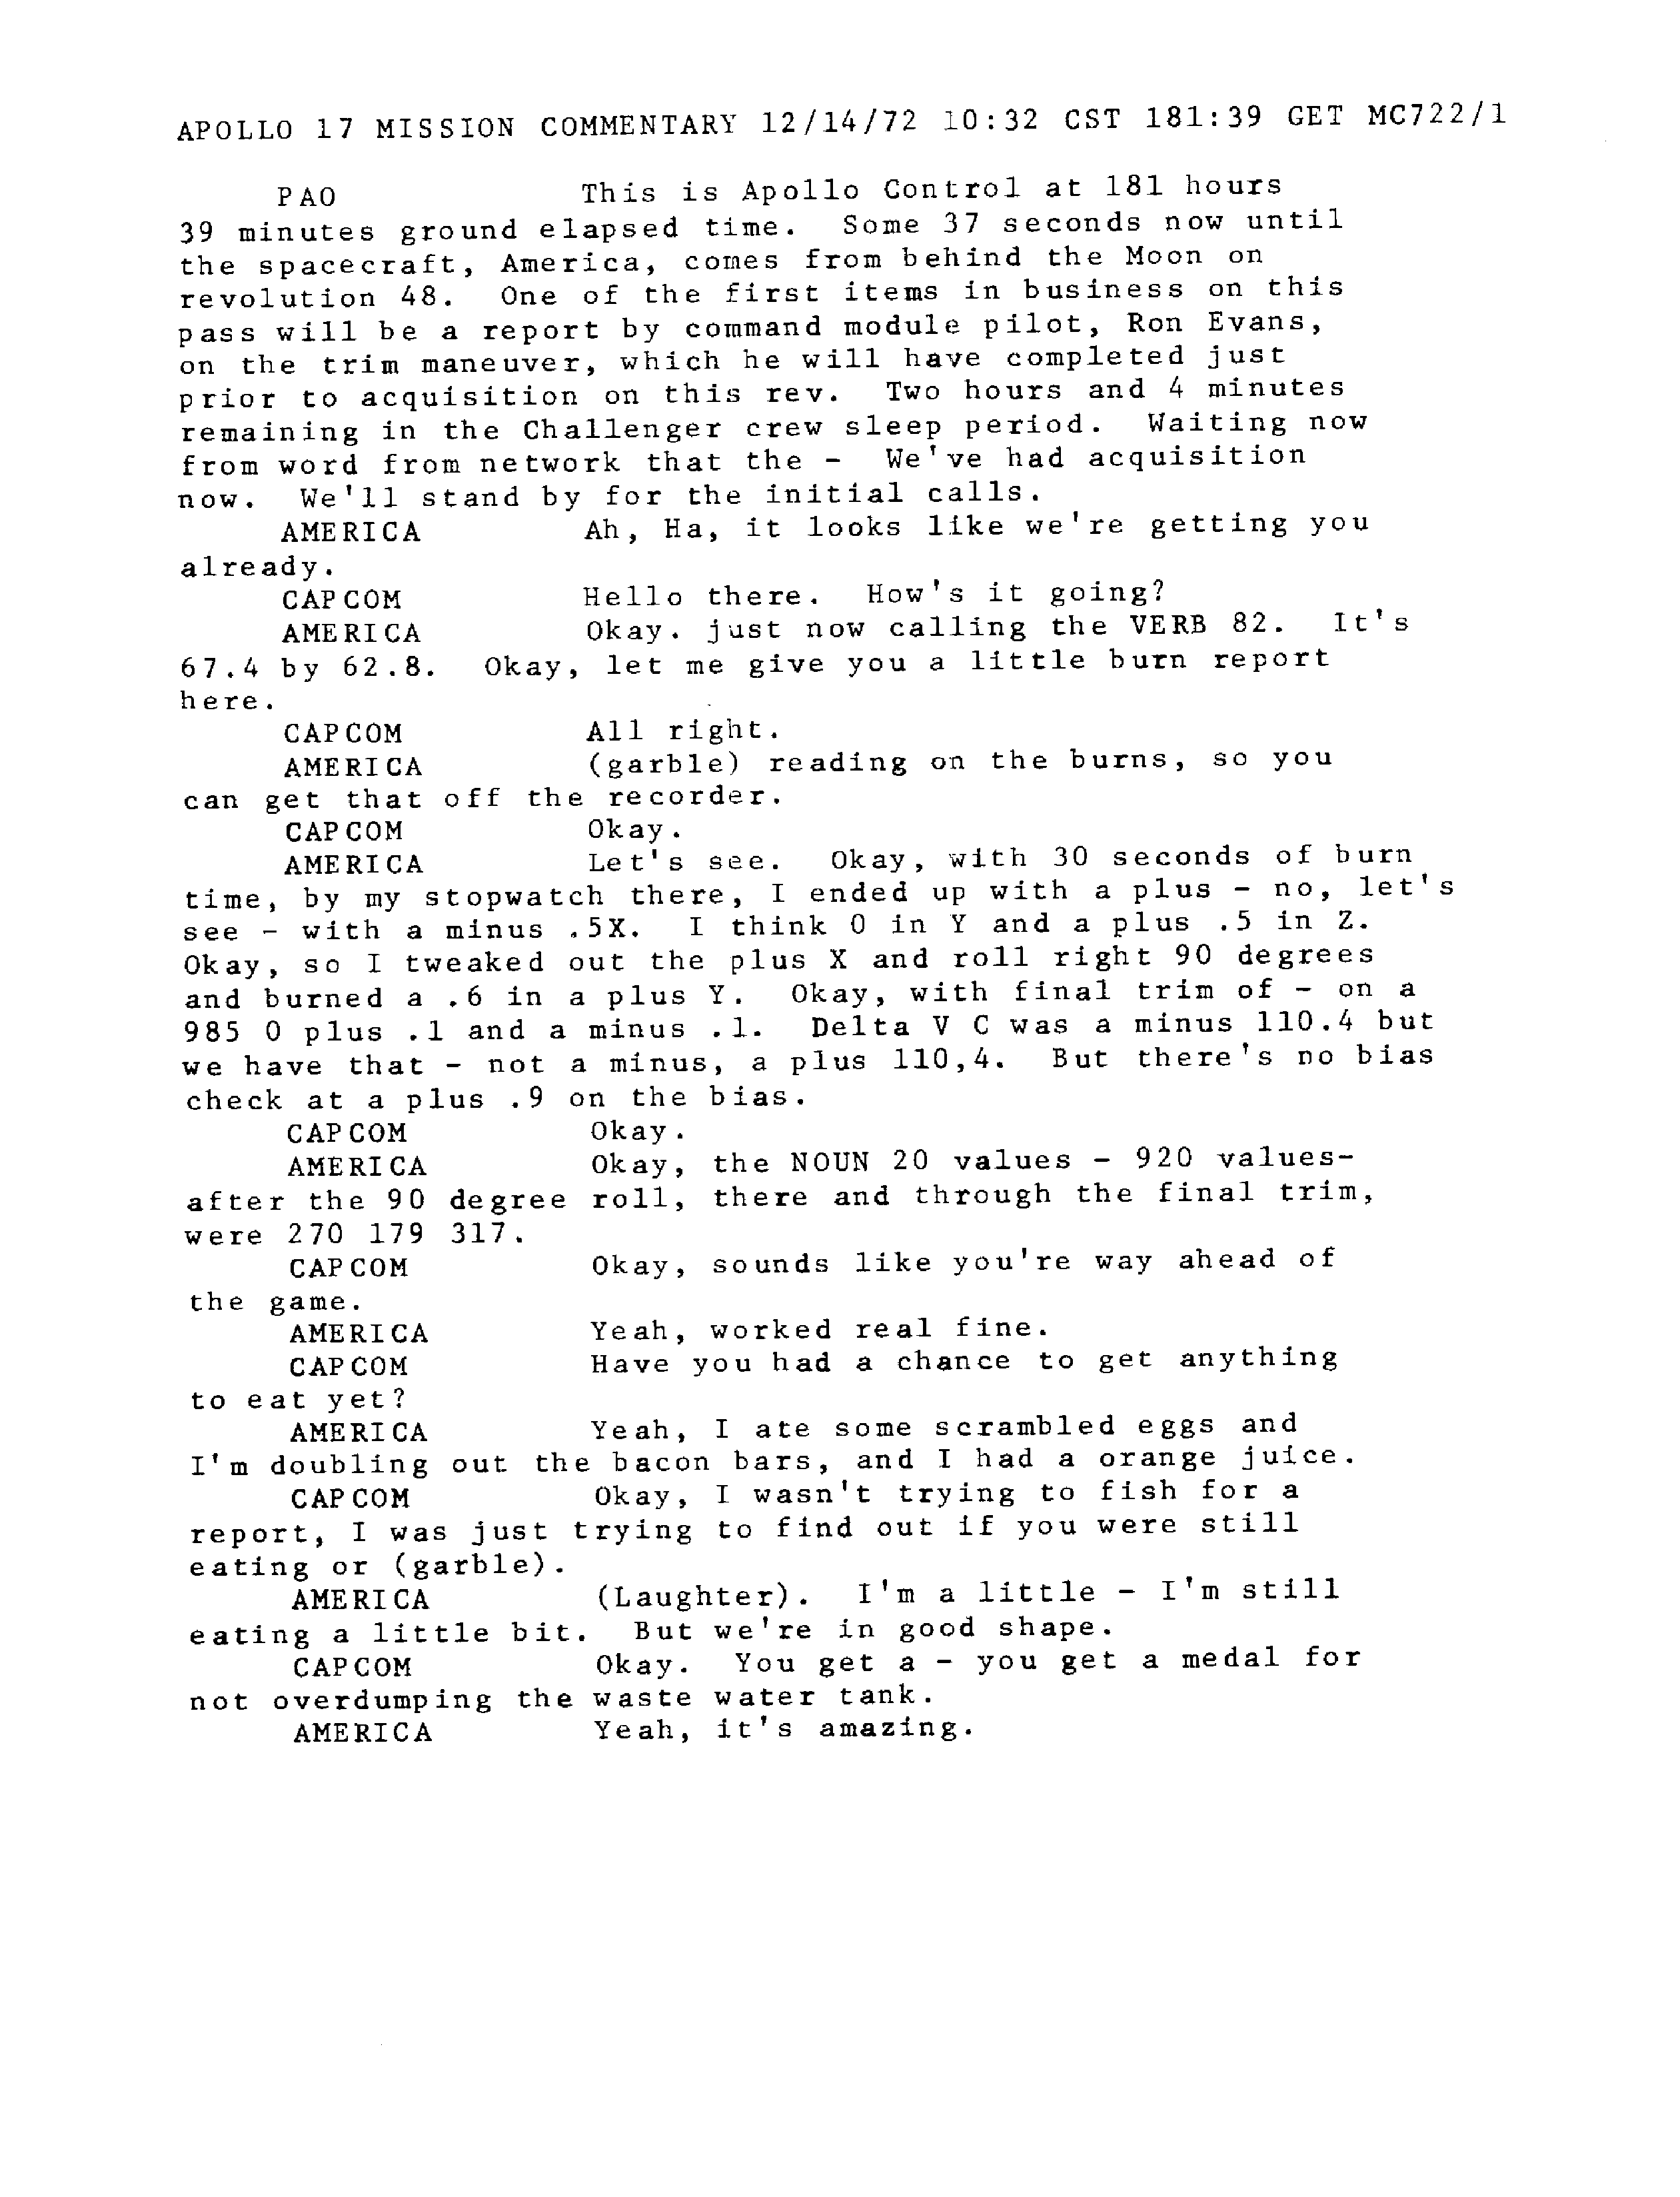 APOLLO 17 MISSION COMMENTARY 12/14/72 10:32 CST 181:39 GET MC722/1
PAO This is Apollo Control at 181 hours
39 minutes ground elapsed time. Some 37 seconds now until
the spacecraft, America, comes from behind the Moon on
revolution 48. One of the first items in business on this
pass will be a report by command module pilot, Ron Evans,
on the trim maneuver, which he will have completed just
prior to acquisition on this rev. Two hours and 4 minutes
remaining in the Challenger crew sleep period. Waiting now
from word from network that the - We've had acquisition
now. We'll stand by for the initial calls.
AMERICA Ah, Ha, it looks like we're getting you
already.
CAPCOM Hello there. How's it going?
AMERICA Okay. just now calling the VERB 82. It's
67.4 by 62.8. Okay, let me give you a little burn report
here.
CAPCOM All right.
AMERICA (garble) reading on the burns, so you
can get that off the recorder.
CAPCOM Okay.
AMERICA Let's see. Okay, with 30 seconds of burn
time, by my stopwatch there, I ended up with a plus - no, let's
see - with a minus .5X. I think 0 in Y and a plus .5 in Z.
Okay, so I tweaked out the plus X and roll right 90 degrees
and burned a .6 in a plus Y. Okay, with final trim of - on a
985 0 plus .1 and a minus .1. Delta V C was a minus 110.4 but
we have that - not a minus, a plus 110,4. But there's no bias
check at a plus .9 on the bias.
CAPCOM Okay.
AMERICA Okay, the NOUN 20 values - 920 values-
after the 90 degree roll, there and through the final trim,
were 270 179 317.
CAPCOM Okay, sounds like you're way ahead of
the game.
AMERICA Yeah, worked real fine.
CAPCOM Have you had a chance to get anything
to eat yet?
AMERICA Yeah, I ate some scrambled eggs and
I'm doubling out the bacon bars, and I had a orange juice.
CAPCOM Okay, I wasn't trying to fish for a
report, I was just trying to find out if you were still
eating or (garble).
AMERICA (Laughter). I'm a little - I'm still
eating a little bit. But we're in good shape.
CAPCOM Okay. You get a - you get a medal for
not overdumping the waste water tank.
AMERICA Yeah, it's amazing.